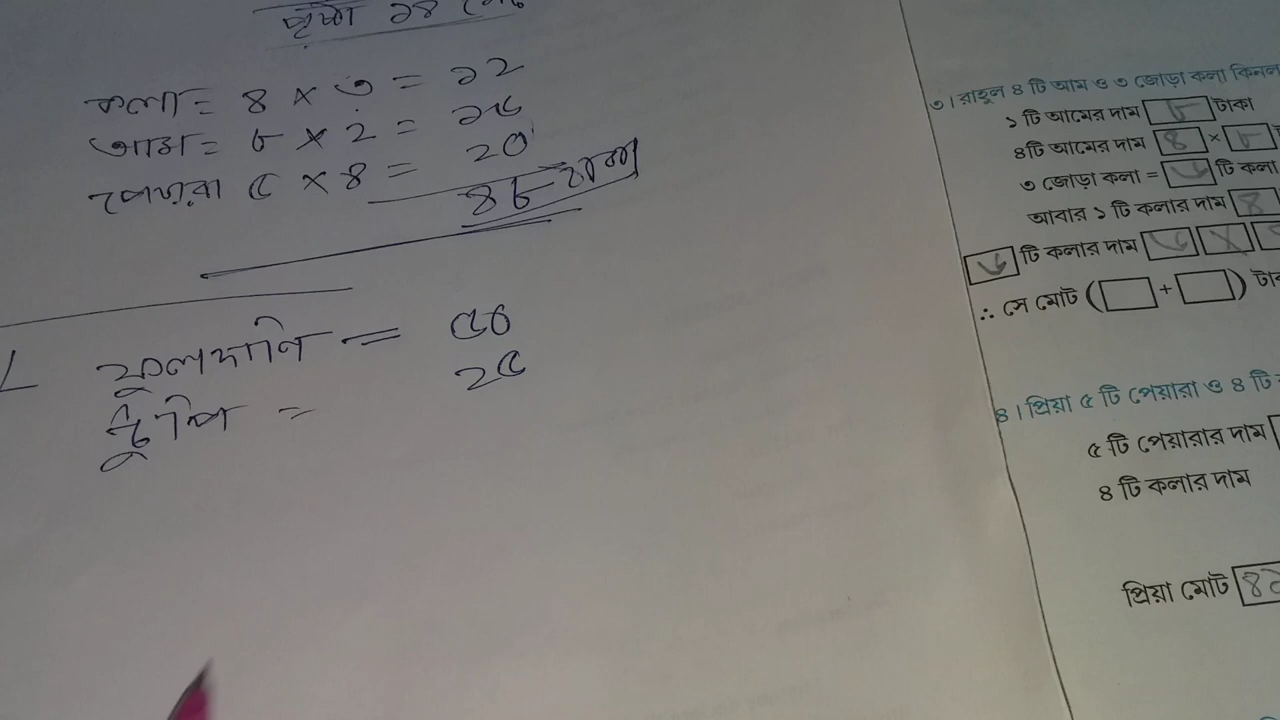 পৃষ্ঠা ১৪
কলা = ৪ × ৩ = ১২
আম = ৮ × ২ = ১৬
পেয়ারা ৫ × ৪ = ২০
৪৮ টাকা
ফুলদানি = ৫০
টুপি = ২৫
৩। রাহুল ৪ টি আম ও ৩ জোড়া কলা কিনল
১ টি আমের দাম ৮ টাকা
৪টি আমের দাম ৪ × ৮
৩ জোড়া কলা = ৬ টি কলা
আবার ১ টি কলার দাম ৪
৬ টি কলার দাম ৬ ×
∴ সে মোট ( + )
৪। প্রিয়া ৫ টি পেয়ারা ও ৪ টি
৫ টি পেয়ারার দাম
৪ টি কলার দাম
প্রিয়া মোট ৪১